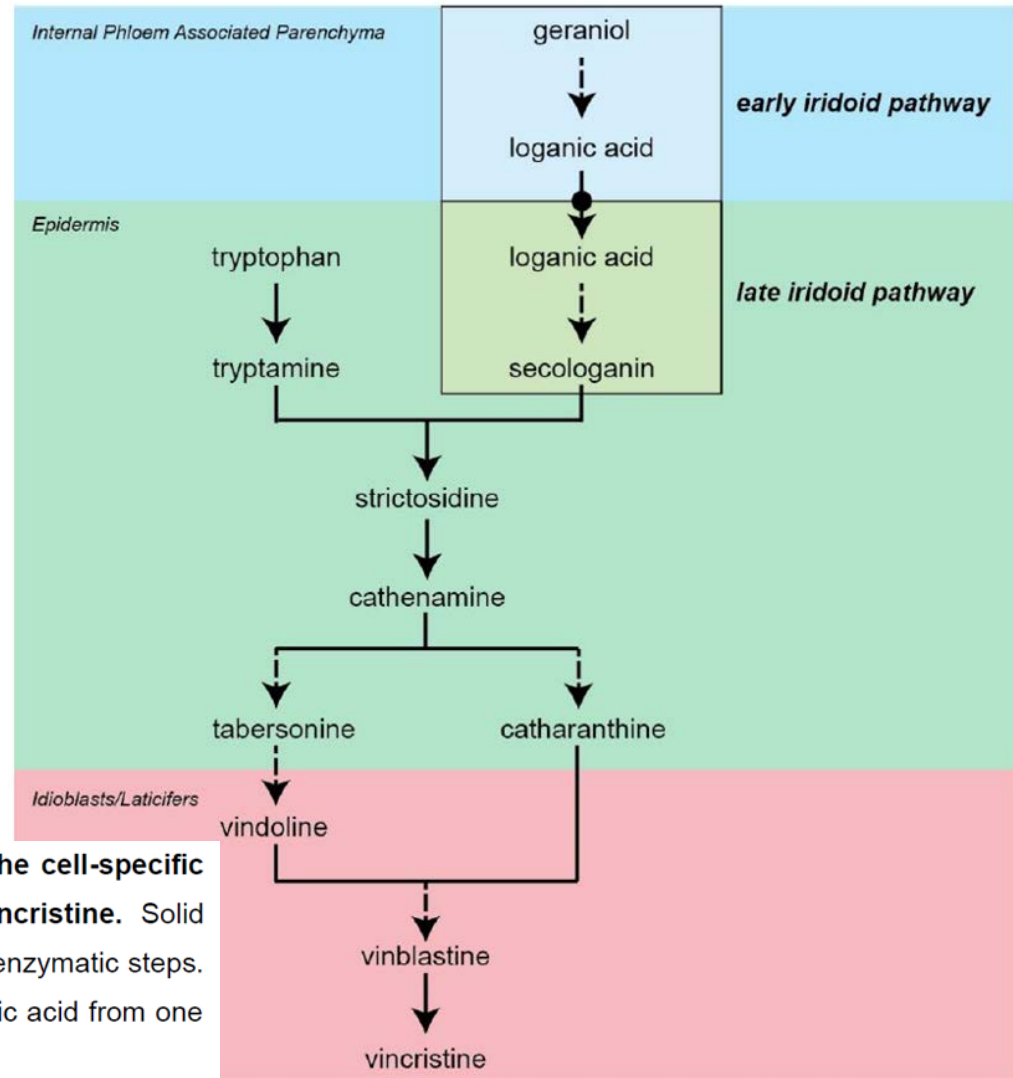 Internal Phloem Associated Parenchyma
geraniol
early iridoid pathway
loganic acid
Epidermis
tryptophan
loganic acid
late iridoid pathway
tryptamine
secologanin
strictosidine
cathenamine
tabersonine
catharanthine
Idioblasts/Laticifers
vindoline
he cell-specific
ncristine. Solid
enzymatic steps.
ic acid from one
vinblastine
vincristine